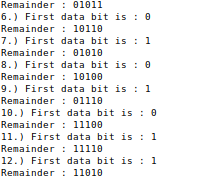 Remainder : 01011
6.) First data bit is : 0
Remainder : 10110
7.) First data bit is : 1
Remainder : 01010
8.) First data bit is : 0
Remainder : 10100
9.) First data bit is : 1
Remainder : 01110
10.) First data bit is : 0
Remainder : 11100
11.) First data bit is : 1
Remainder : 11110
12.) First data bit is : 1
Remainder : 11010